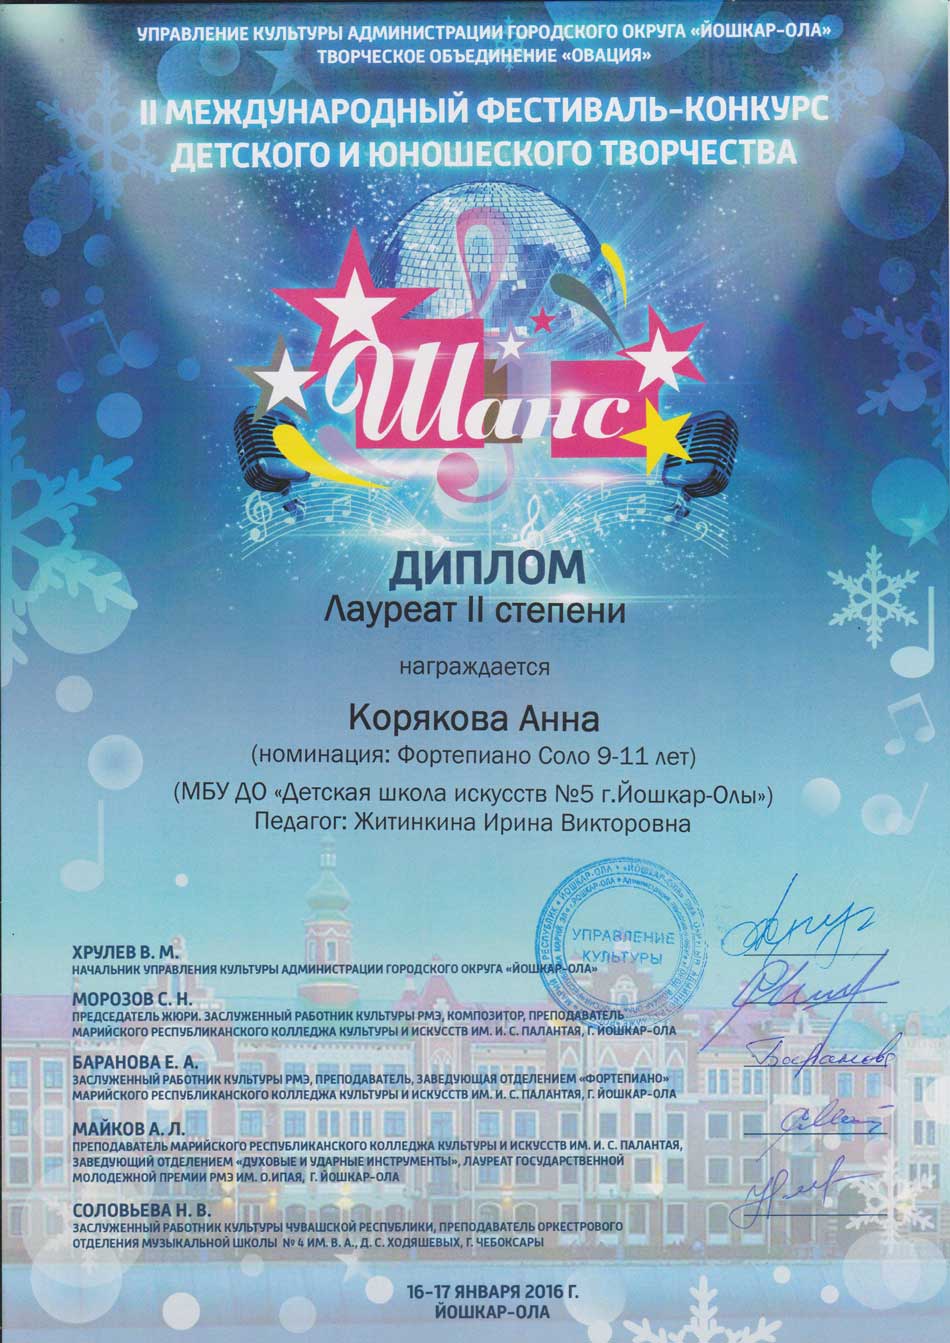 УПРАВЛЕНИЕ КУЛЬТУРЫ АДМИНИСТРАЦИИ ГОРОДСКОГО ОКРУГА «ЙОШКАР-ОЛА»
ТВОРЧЕСКОЕ ОБЪЕДИНЕНИЕ «ОВАЦИЯ»
II МЕЖДУНАРОДНЫЙ ФЕСТИВАЛЬ-КОНКУРС
ДЕТСКОГО И ЮНОШЕСКОГО ТВОРЧЕСТВА
Шанс
ДИПЛОМ
Лауреат II степени
награждается
Корякова Анна
(номинация: Фортепиано Соло 9-11 лет)
(МБУ ДО «Детская школа искусств №5 г.Йошкар-Олы»)
Педагог: Житинкина Ирина Викторовна
УПРАВЛЕНИЕ
КУЛЬТУРЫ
ХРУЛЕВ В. М.
НАЧАЛЬНИК УПРАВЛЕНИЯ КУЛЬТУРЫ АДМИНИСТРАЦИИ ГОРОДСКОГО ОКРУГА «ЙОШКАР-ОЛА»
МОРОЗОВ С. Н.
ПРЕДСЕДАТЕЛЬ ЖЮРИ. ЗАСЛУЖЕННЫЙ РАБОТНИК КУЛЬТУРЫ РМЭ, КОМПОЗИТОР, ПРЕПОДАВАТЕЛЬ
МАРИЙСКОГО РЕСПУБЛИКАНСКОГО КОЛЛЕДЖА КУЛЬТУРЫ И ИСКУССТВ ИМ. И. С. ПАЛАНТАЯ, Г. ЙОШКАР-ОЛА
БАРАНОВА Е. А.
Баранова
ЗАСЛУЖЕННЫЙ РАБОТНИК КУЛЬТУРЫ РМЭ, ПРЕПОДАВАТЕЛЬ, ЗАВЕДУЮЩАЯ ОТДЕЛЕНИЕМ «ФОРТЕПИАНО»
МАРИЙСКОГО РЕСПУБЛИКАНСКОГО КОЛЛЕДЖА КУЛЬТУРЫ И ИСКУССТВ ИМ. И. С. ПАЛАНТАЯ, Г. ЙОШКАР-ОЛА
МАЙКОВ А. Л.
ПРЕПОДАВАТЕЛЬ МАРИЙСКОГО РЕСПУБЛИКАНСКОГО КОЛЛЕДЖА КУЛЬТУРЫ И ИСКУССТВ ИМ. И. С. ПАЛАНТАЯ,
ЗАВЕДУЮЩИЙ ОТДЕЛЕНИЕМ «ДУХОВЫЕ И УДАРНЫЕ ИНСТРУМЕНТЫ», ЛАУРЕАТ ГОСУДАРСТВЕННОЙ
МОЛОДЕЖНОЙ ПРЕМИИ РМЭ ИМ. О.ИПАЯ, Г. ЙОШКАР-ОЛА
СОЛОВЬЕВА Н. В.
ЗАСЛУЖЕННЫЙ РАБОТНИК КУЛЬТУРЫ ЧУВАШСКОЙ РЕСПУБЛИКИ, ПРЕПОДАВАТЕЛЬ ОРКЕСТРОВОГО
ОТДЕЛЕНИЯ МУЗЫКАЛЬНОЙ ШКОЛЫ № 4 ИМ. В. А., Д. С. ХОДЯШЕВЫХ, Г. ЧЕБОКСАРЫ
16-17 ЯНВАРЯ 2016 Г.
ЙОШКАР-ОЛА